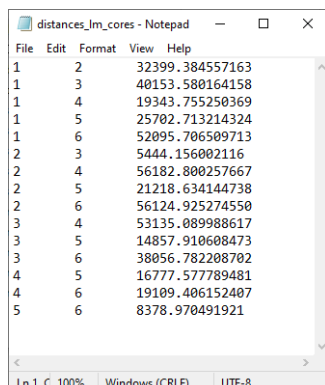 distances_lm_cores - Notepad
File Edit Format View Help
1 2 32399.384557163
1 3 40153.580164158
1 4 19343.755250369
1 5 25702.713214324
1 6 52095.706509713
2 3 5444.156002116
2 4 56182.800257667
2 5 21218.634144738
2 6 56124.925274550
3 4 53135.089988617
3 5 14857.910608473
3 6 38056.782208702
4 5 16777.577789481
4 6 19109.406152407
5 6 8378.970491921
Ln 1, C 100% Windows (CRLF) UTF-8